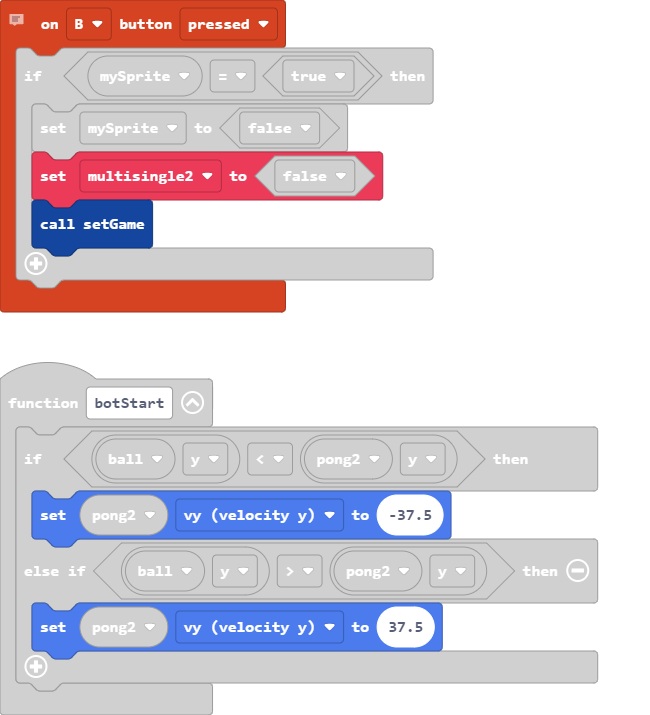 on B button pressed
if mySprite = true then
set mySprite to false
set multisingle2 to false
call setGame
function botStart
if ball y < pong2 y then
set pong2 vy (velocity y) to -37.5
else if ball y > pong2 y then
set pong2 vy (velocity y) to 37.5